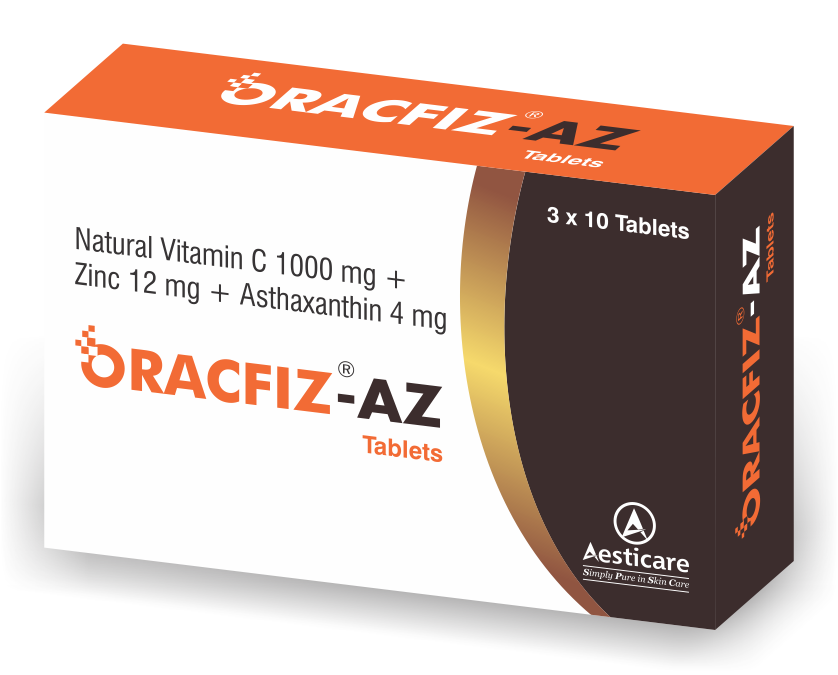 ORACFIZ®-AZ
Tablets
3 x 10 Tablets
Natural Vitamin C 1000 mg +
Zinc 12 mg + Asthaxanthin 4 mg
ORACFIZ®-AZ
Tablets
Aesticare
Simply Pure in Skin Care
ORACFIZ®-AZ
Tablets